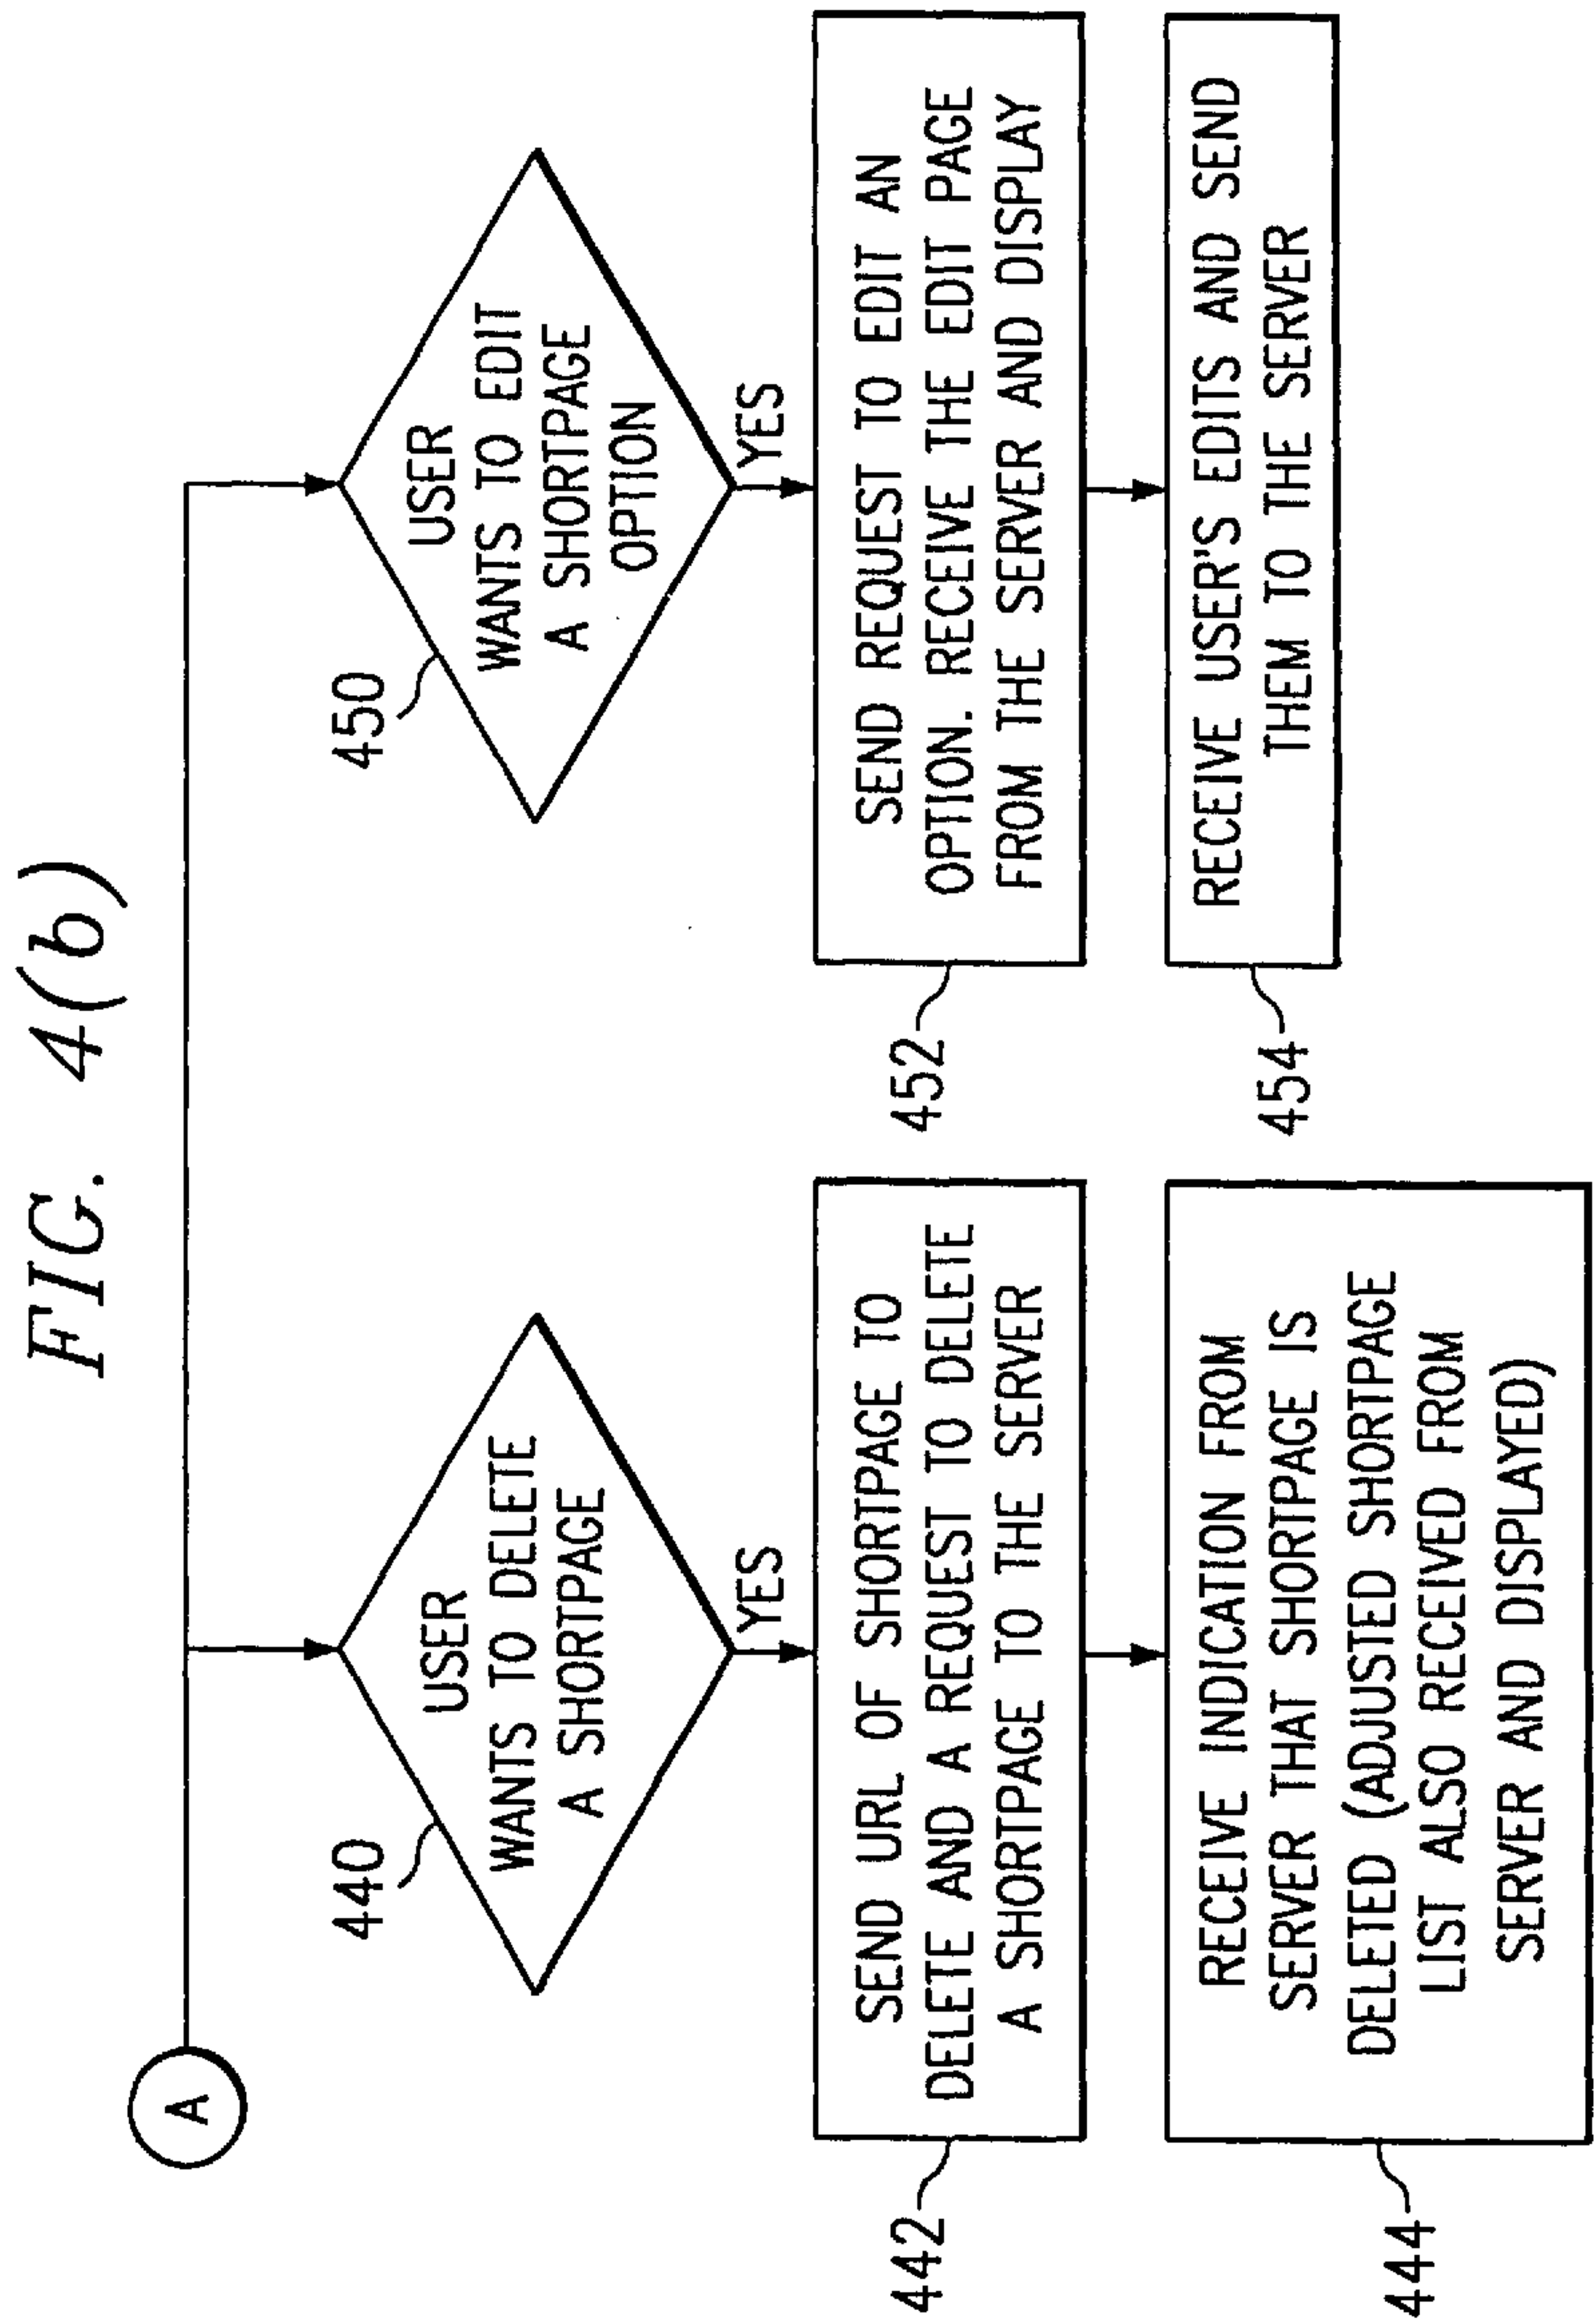 FIG. 4(b)
A
440
USER
WANTS TO DELETE
A SHORTPAGE
YES
442
SEND URL OF SHORTPAGE TO
DELETE AND A REQUEST TO DELETE
A SHORTPAGE TO THE SERVER
444
RECEIVE INDICATION FROM
SERVER THAT SHORTPAGE IS
DELETED (ADJUSTED SHORTPAGE
LIST ALSO RECEIVED FROM
SERVER AND DISPLAYED)
450
USER
WANTS TO EDIT
A SHORTPAGE
OPTION
YES
452
SEND REQUEST TO EDIT AN
OPTION. RECEIVE THE EDIT PAGE
FROM THE SERVER AND DISPLAY
454
RECEIVE USER'S EDITS AND SEND
THEM TO THE SERVER